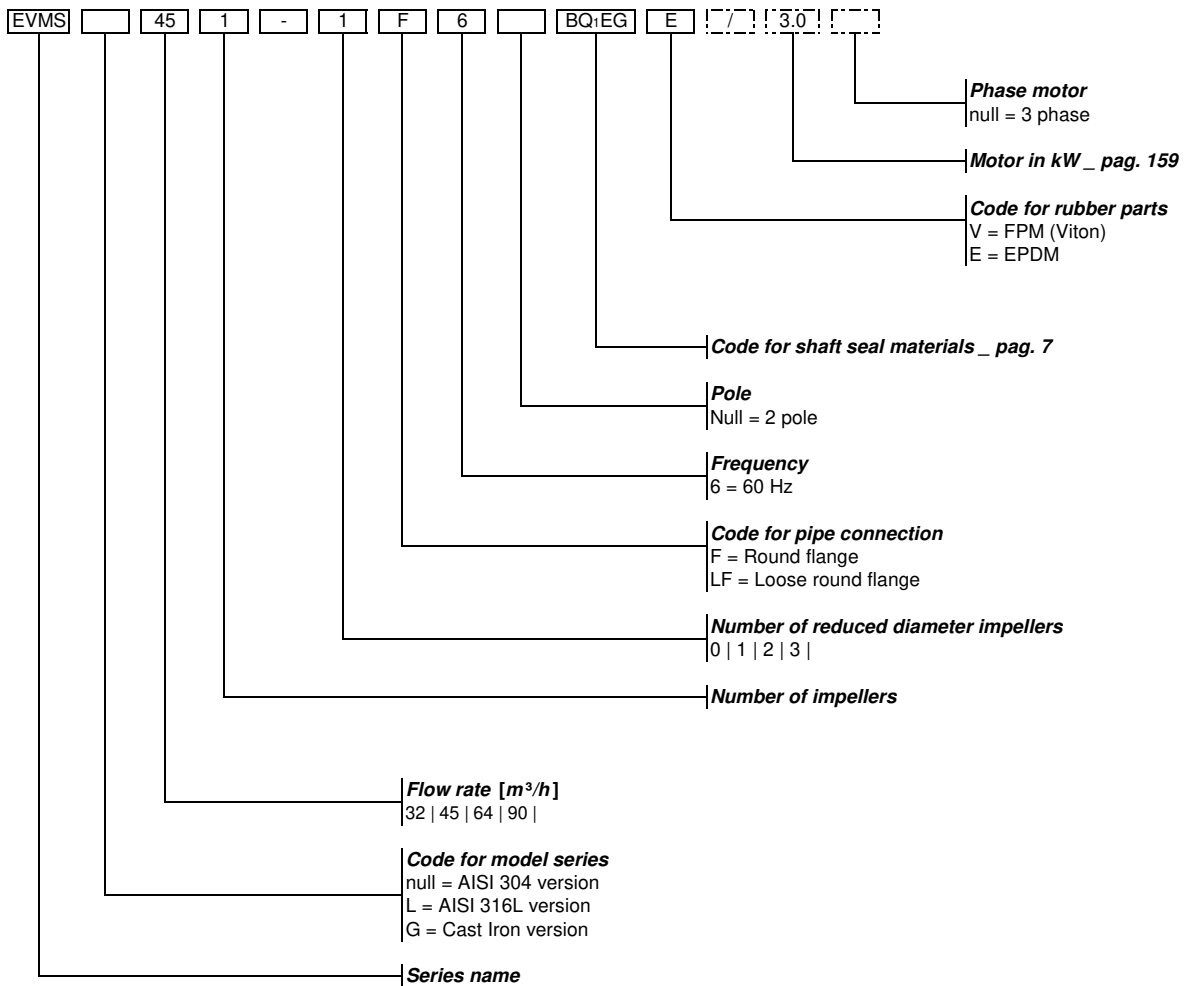 EVMS 45 1 - 1 F 6 BQ1EG E / 3.0
Phase motor
null = 3 phase
Motor in kW _ pag. 159
Code for rubber parts
V = FPM (Viton)
E = EPDM
Code for shaft seal materials _ pag. 7
Pole
Null = 2 pole
Frequency
6 = 60 Hz
Code for pipe connection
F = Round flange
LF = Loose round flange
Number of reduced diameter impellers
0 | 1 | 2 | 3 |
Number of impellers
Flow rate [m³/h]
32 | 45 | 64 | 90 |
Code for model series
null = AISI 304 version
L = AISI 316L version
G = Cast Iron version
Series name